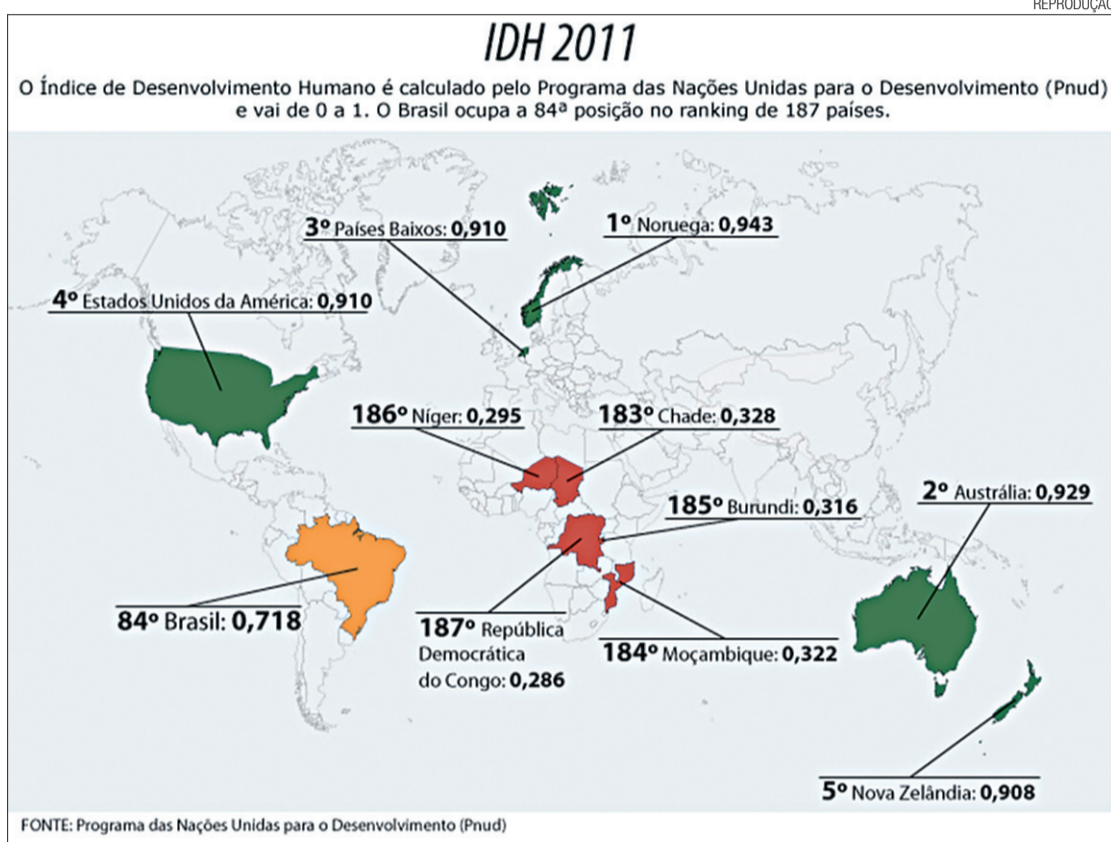 REPRODUÇÃO
IDH 2011
O Índice de Desenvolvimento Humano é calculado pelo Programa das Nações Unidas para o Desenvolvimento (Pnud)
e vai de 0 a 1. O Brasil ocupa a 84ª posição no ranking de 187 países.
3º Países Baixos: 0,910
1º Noruega: 0,943
4º Estados Unidos da América: 0,910
186º Níger: 0,295
183º Chade: 0,328
2º Austrália: 0,929
185º Burundi: 0,316
84º Brasil: 0,718
187º República
Democrática
do Congo: 0,286
184º Moçambique: 0,322
5º Nova Zelândia: 0,908
FONTE: Programa das Nações Unidas para o Desenvolvimento (Pnud)